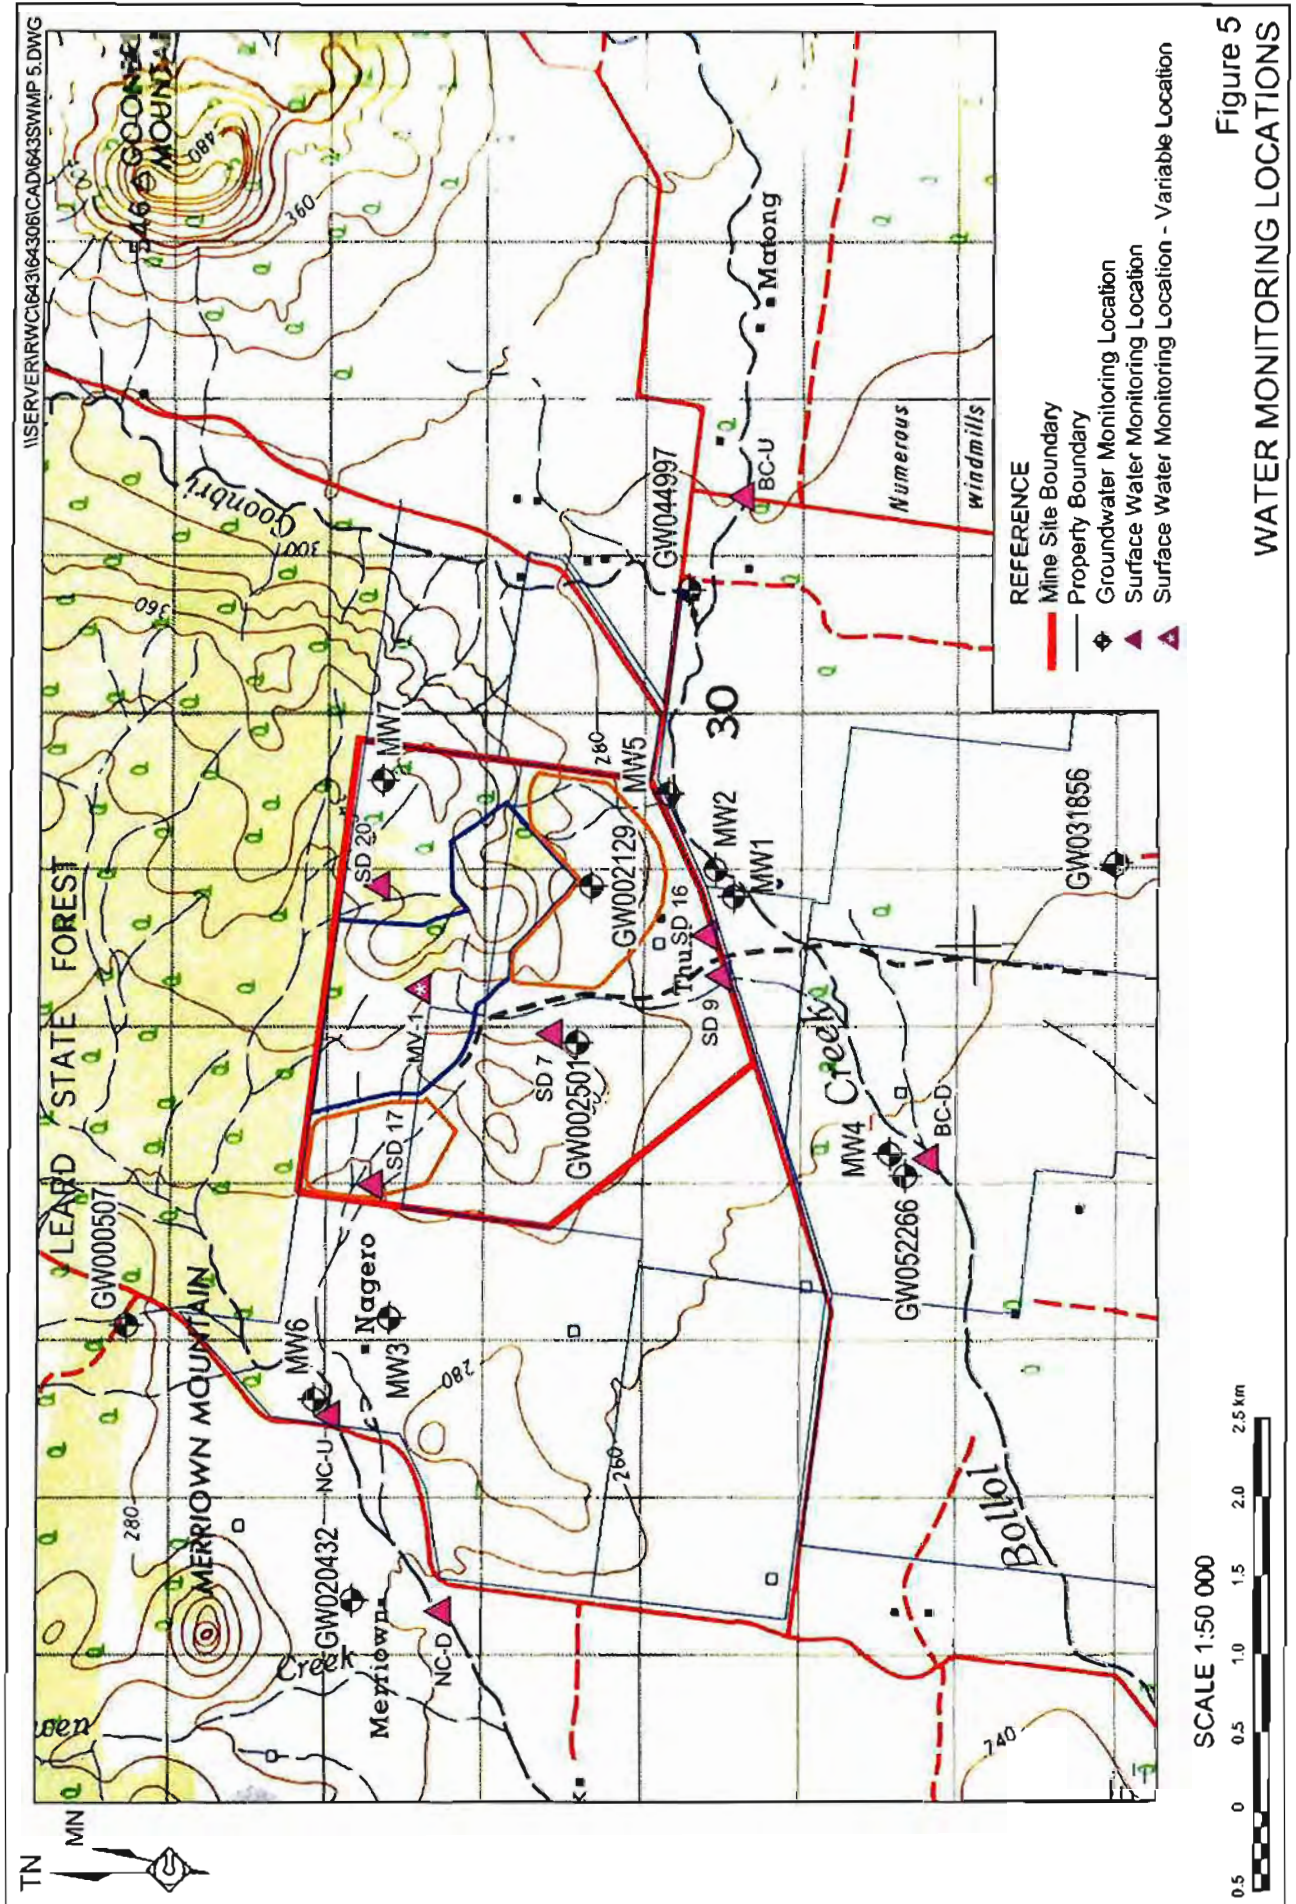 \\SERVER\RWC\643\64306\CAD\643SWMP 5.DWG
TN
MN
LEARD STATE FOREST
GW000507
MERRIOWN MOUNTAIN
280
360
300
Goonbri
546
480
360
GW020432
Creek
Merriown
NC-D
NC-U
MW6
Nagero
MW3
280
260
SD 17
MY-1
SD 20
MW7
SD 7
GW002501
GW002129
280
MW5
SD 16
SD 9
MW2
MW1
30
GW044997
BC-U
Matong
Numerous
windmills
Creek
MW4
BC-D
GW052266
GW031856
Bollol
240
REFERENCE
Mine Site Boundary
Property Boundary
Groundwater Monitoring Location
Surface Water Monitoring Location
Surface Water Monitoring Location - Variable Location
SCALE 1:50 000
0.5 0 0.5 1.0 1.5 2.0 2.5 km
Figure 5
WATER MONITORING LOCATIONS